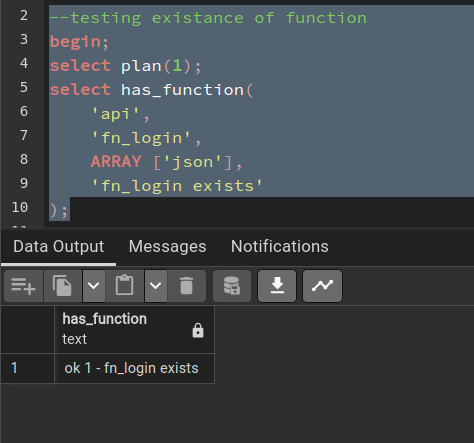 2 --testing existance of function
3 begin;
4 select plan(1);
5 select has_function(
6 'api',
7 'fn_login',
8 ARRAY ['json'],
9 'fn_login exists'
10 );
Data Output Messages Notifications
has_function
text
1 ok 1 - fn_login exists